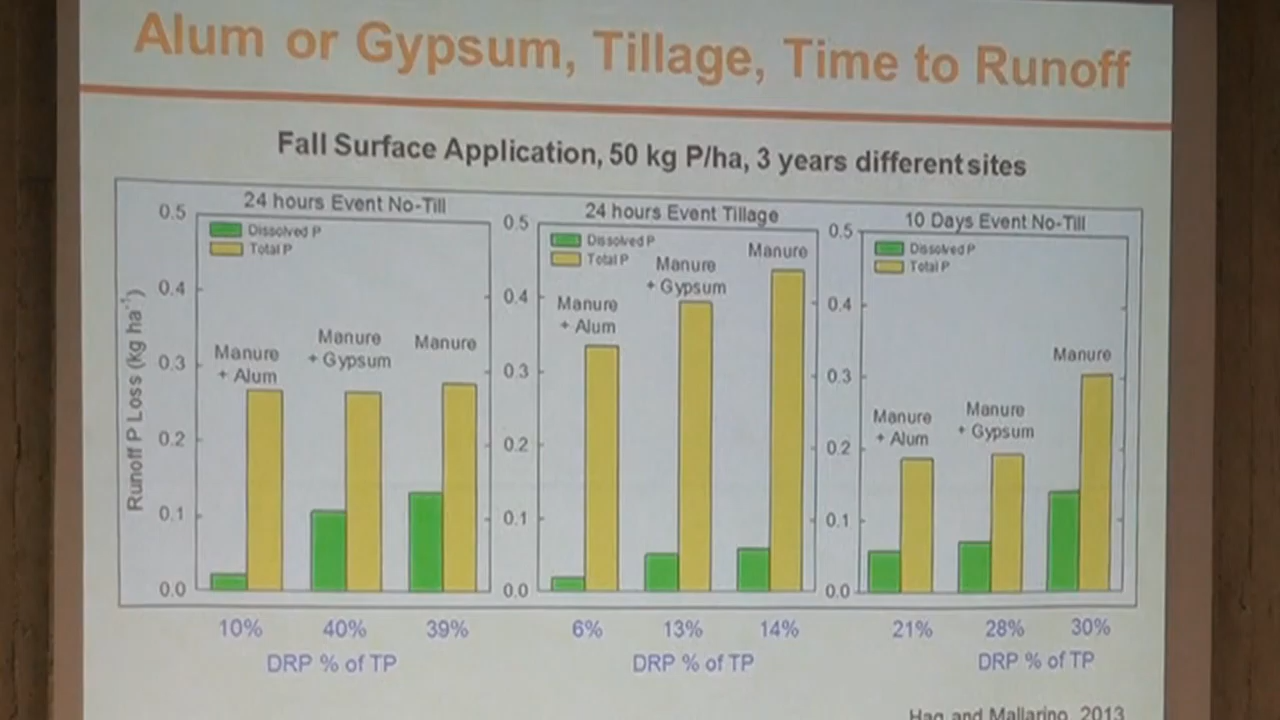 Alum or Gypsum, Tillage, Time to Runoff
Fall Surface Application, 50 kg P/ha, 3 years different sites
24 hours Event No-Till
Dissolved P
Total P
Runoff P Loss (kg ha⁻¹)
0.5
0.4
0.3
0.2
0.1
0.0
Manure
+ Alum
Manure
+ Gypsum
Manure
10% 40% 39%
DRP % of TP
24 hours Event Tillage
Dissolved P
Total P
0.5
0.4
0.3
0.2
0.1
0.0
Manure
+ Alum
Manure
+ Gypsum
Manure
6% 13% 14%
DRP % of TP
10 Days Event No-Till
Dissolved P
Total P
0.5
0.4
0.3
0.2
0.1
0.0
Manure
+ Alum
Manure
+ Gypsum
Manure
21% 28% 30%
DRP % of TP
Haq and Mallarino, 2013